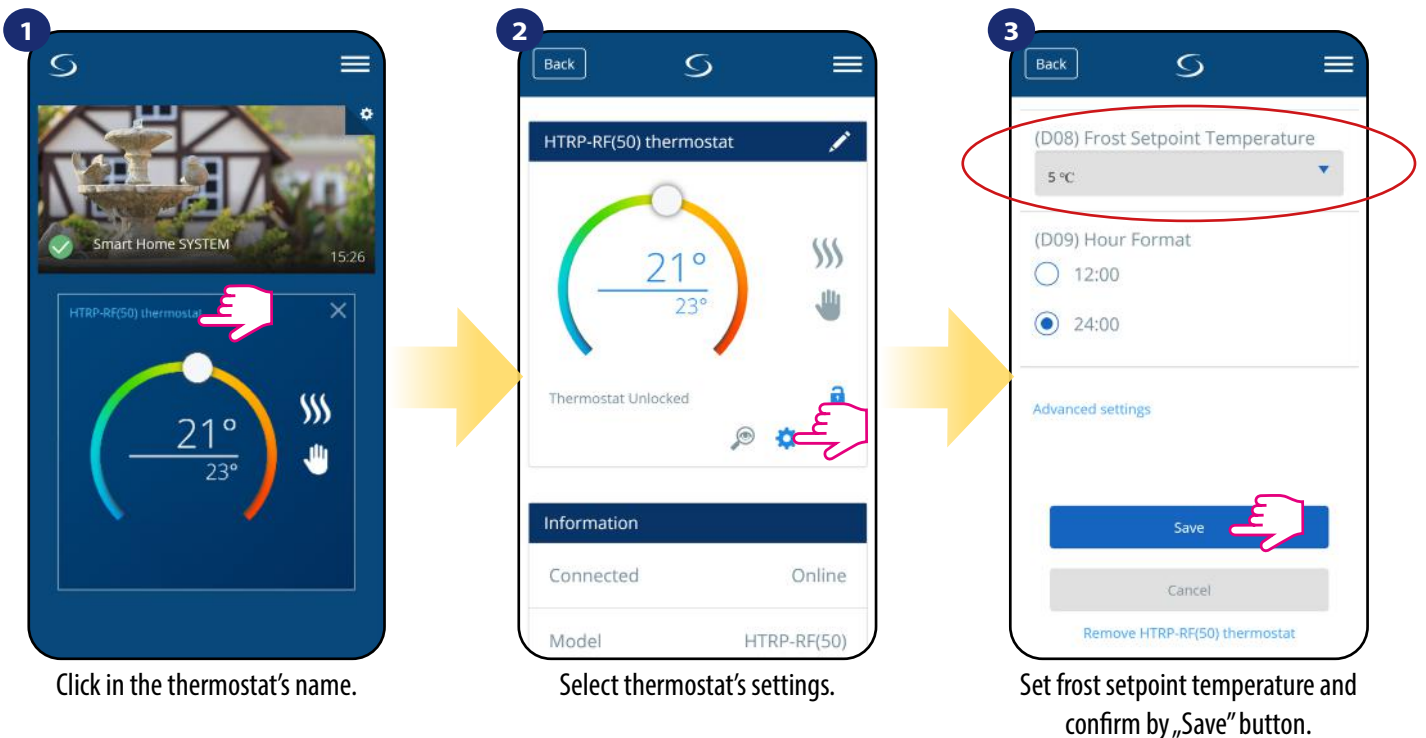 1
Smart Home SYSTEM
15:26
HTRP-RF(50) thermostat
21°
23°
Click in the thermostat’s name.
2
Back
HTRP-RF(50) thermostat
21°
23°
Thermostat Unlocked
Information
Connected Online
Model HTRP-RF(50)
Select thermostat’s settings.
3
Back
(D08) Frost Setpoint Temperature
5 °C
(D09) Hour Format
12:00
24:00
Advanced settings
Save
Cancel
Remove HTRP-RF(50) thermostat
Set frost setpoint temperature and
confirm by „Save” button.